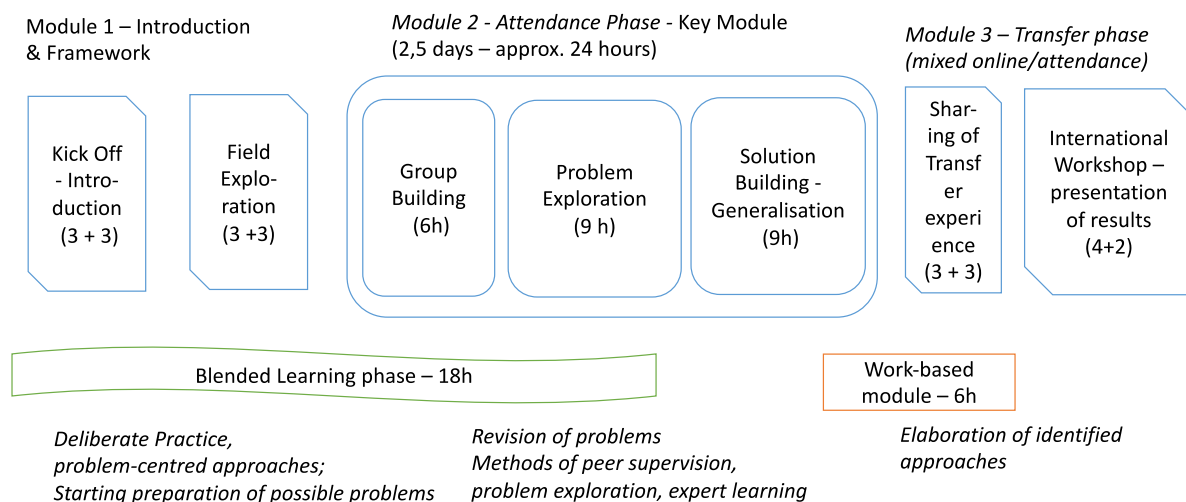 Module 1 – Introduction
& Framework
Module 2 - Attendance Phase - Key Module
(2,5 days – approx. 24 hours)
Module 3 – Transfer phase
(mixed online/attendance)
Kick Off
- Intro-
duction
(3 + 3)
Field
Explo-
ration
(3 +3)
Group
Building
(6h)
Problem
Exploration
(9 h)
Solution
Building -
Generalisation
(9h)
Shar-
ing of
Transf
er
experi
ence
(3 + 3)
International
Workshop –
presentation
of results
(4+2)
Blended Learning phase – 18h
Work-based
module – 6h
Deliberate Practice,
problem-centred approaches;
Starting preparation of possible problems
Revision of problems
Methods of peer supervision,
problem exploration, expert learning
Elaboration of identified
approaches